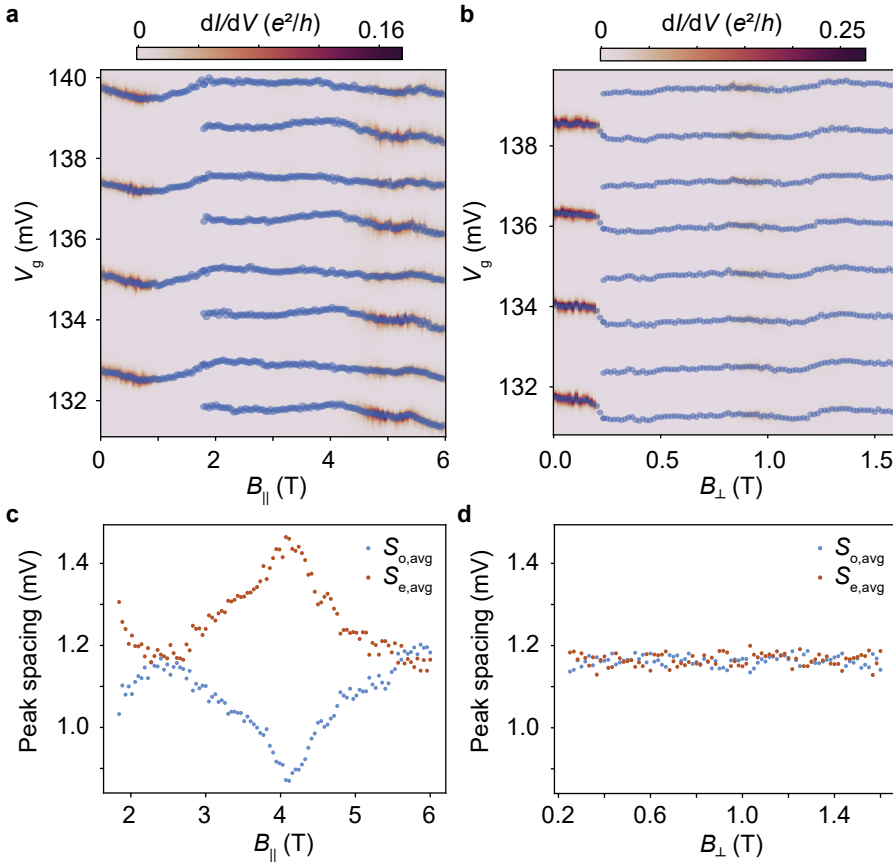 a
dI/dV (e²/h)
0 0.16
140
138
136
134
132
V_g (mV)
0 2 4 6
B_|| (T)
b
dI/dV (e²/h)
0 0.25
138
136
134
132
V_g (mV)
0.0 0.5 1.0 1.5
B_⊥ (T)
c
S_o,avg
S_e,avg
1.4
1.2
1.0
Peak spacing (mV)
2 3 4 5 6
B_|| (T)
d
S_o,avg
S_e,avg
1.4
1.2
1.0
Peak spacing (mV)
0.2 0.6 1.0 1.4
B_⊥ (T)